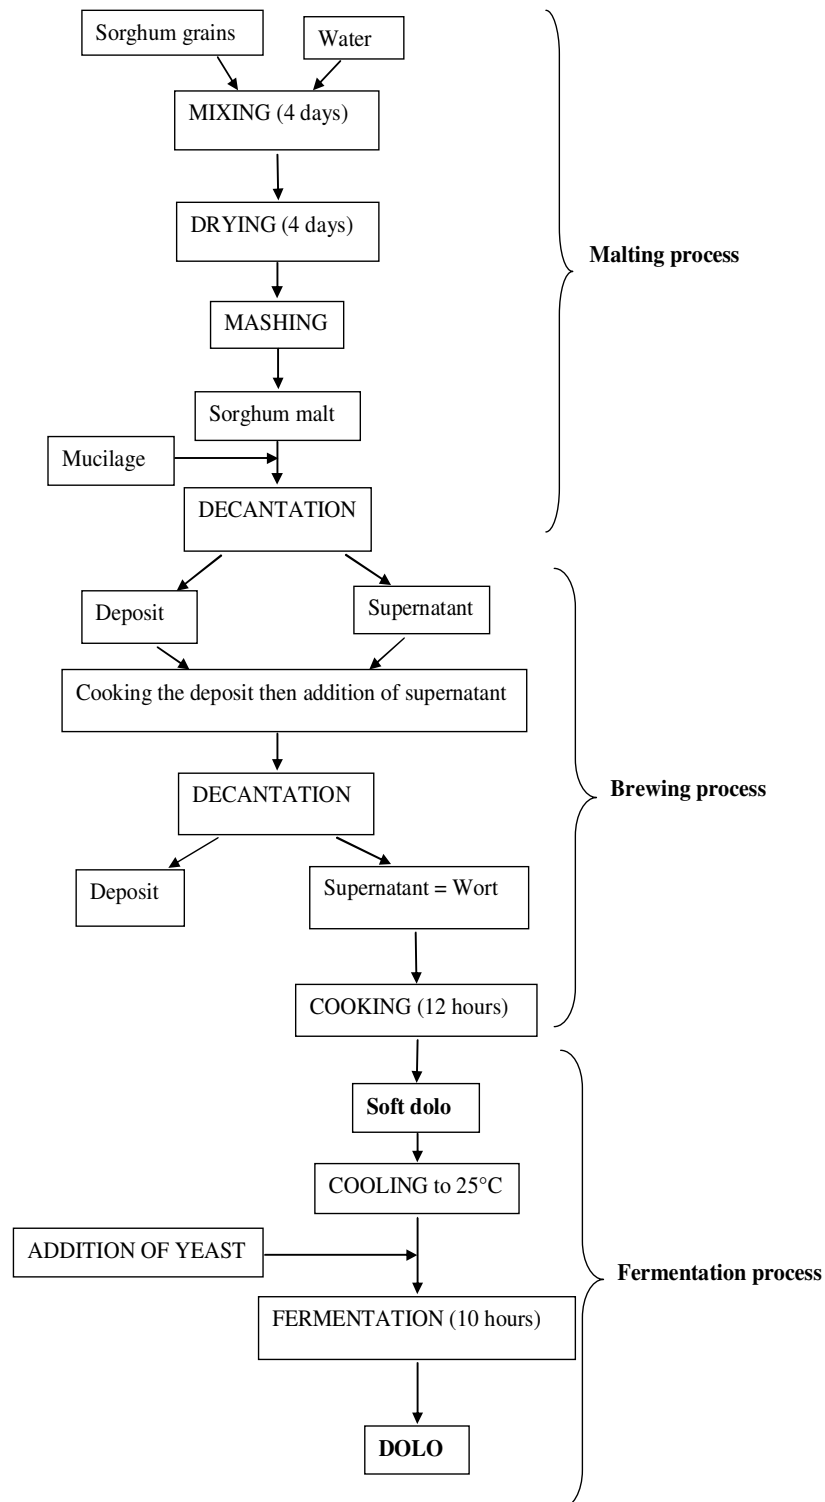 Sorghum grains
Water
MIXING (4 days)
DRYING (4 days)
Malting process
MASHING
Sorghum malt
Mucilage
DECANTATION
Deposit
Supernatant
Cooking the deposit then addition of supernatant
DECANTATION
Brewing process
Deposit
Supernatant = Wort
COOKING (12 hours)
Soft dolo
COOLING to 25°C
ADDITION OF YEAST
Fermentation process
FERMENTATION (10 hours)
DOLO